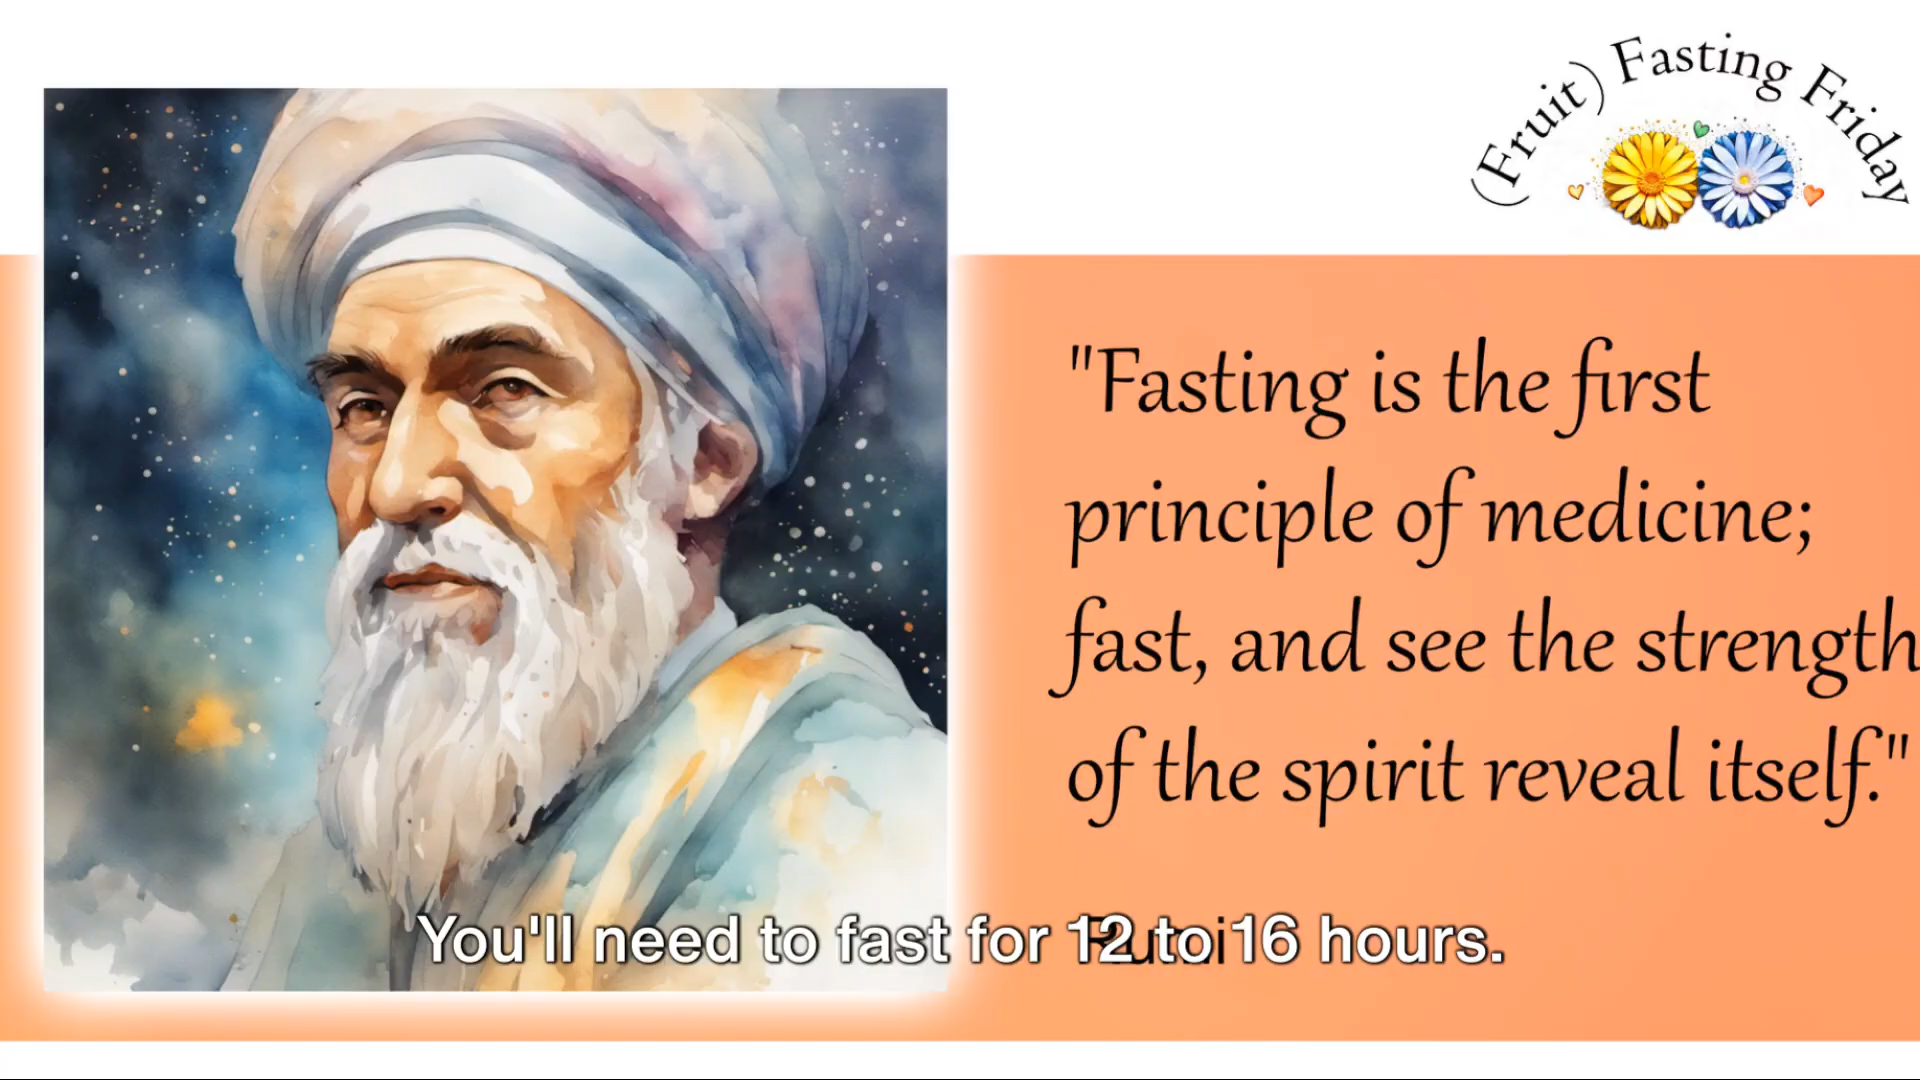 (Fruit) Fasting Friday
"Fasting is the first
principle of medicine;
fast, and see the strength
of the spirit reveal itself."
Rumi
You'll need to fast for 12 to 16 hours.